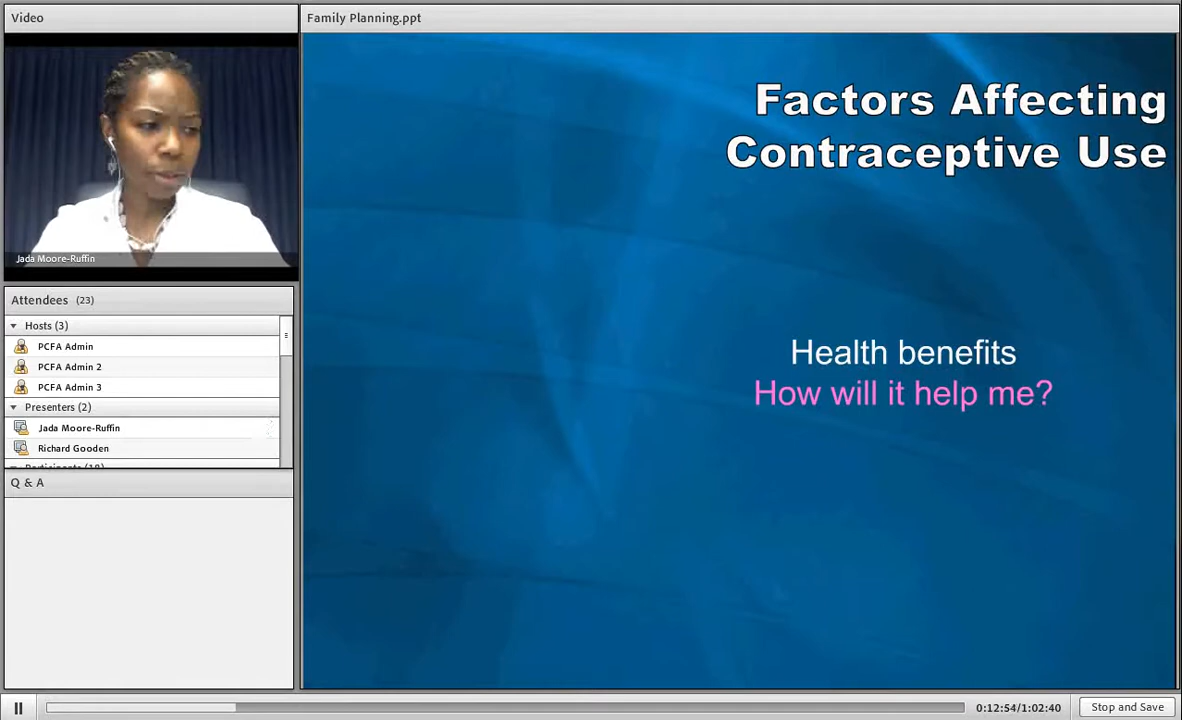 Video
Jada Moore-Ruffin
Attendees (23)
Hosts (3)
PCFA Admin
PCFA Admin 2
PCFA Admin 3
Presenters (2)
Jada Moore-Ruffin
Richard Gooden
Participants (18)
Q & A
Family Planning.ppt
Factors Affecting
Contraceptive Use
Health benefits
How will it help me?
0:12:54/1:02:40
Stop and Save